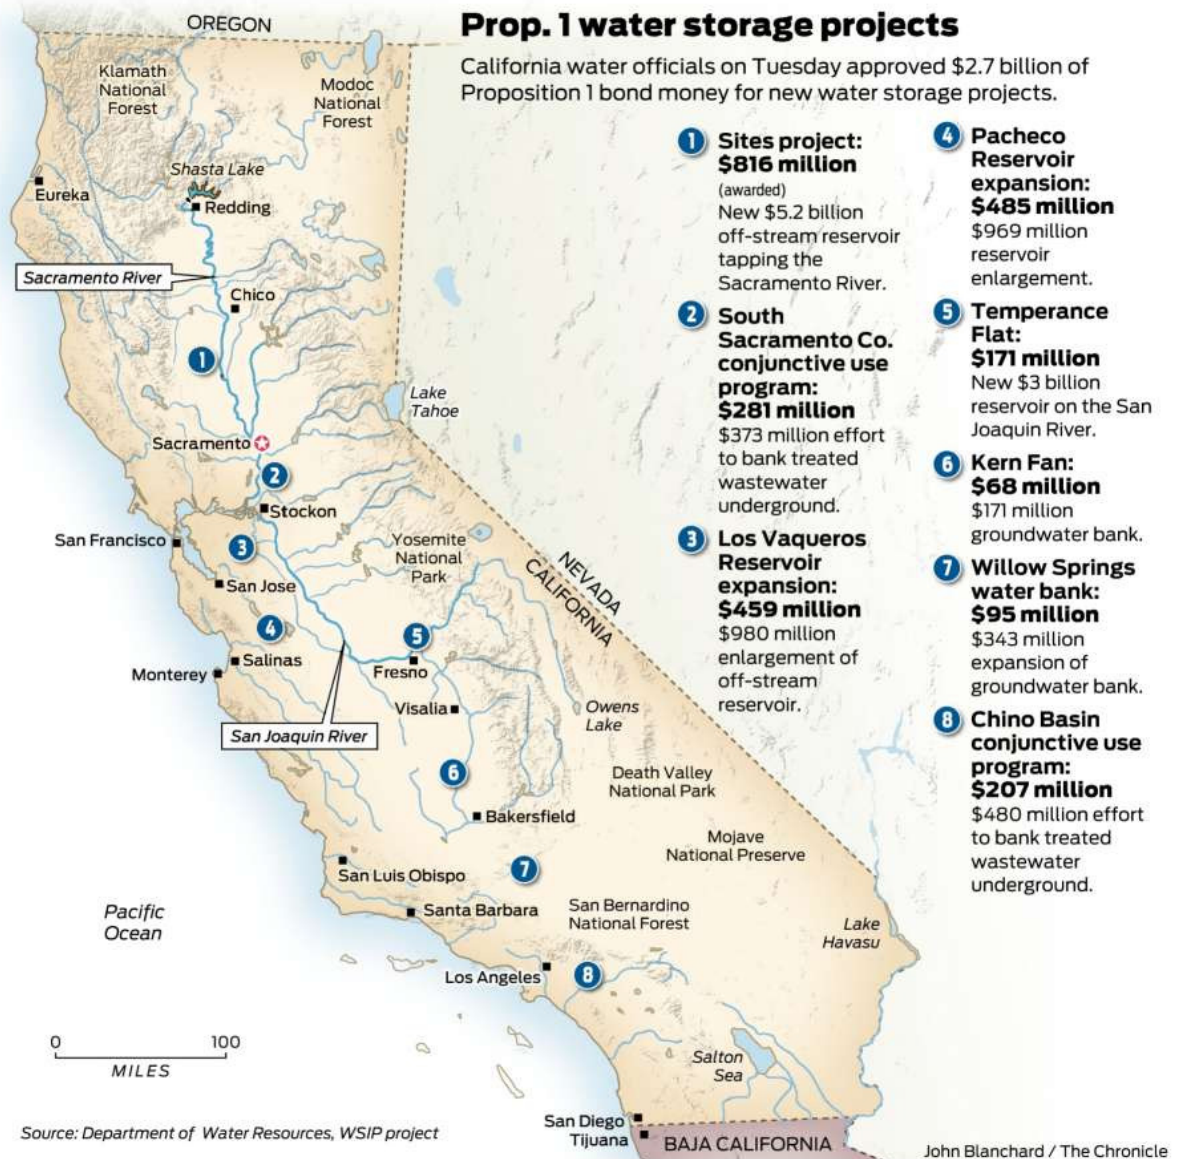 Prop. 1 water storage projects
California water officials on Tuesday approved $2.7 billion of
Proposition 1 bond money for new water storage projects.
1
Sites project:
$816 million
(awarded)
New $5.2 billion
off-stream reservoir
tapping the
Sacramento River.
2
South
Sacramento Co.
conjunctive use
program:
$281 million
$373 million effort
to bank treated
wastewater
underground.
3
Los Vaqueros
Reservoir
expansion:
$459 million
$980 million
enlargement of
off-stream
reservoir.
4
Pacheco
Reservoir
expansion:
$485 million
$969 million
reservoir
enlargement.
5
Temperance
Flat:
$171 million
New $3 billion
reservoir on the San
Joaquin River.
6
Kern Fan:
$68 million
$171 million
groundwater bank.
7
Willow Springs
water bank:
$95 million
$343 million
expansion of
groundwater bank.
8
Chino Basin
conjunctive use
program:
$207 million
$480 million effort
to bank treated
wastewater
underground.
OREGON
Klamath
National
Forest
Modoc
National
Forest
Shasta Lake
Eureka
Redding
Sacramento River
Chico
1
Lake
Tahoe
Sacramento
2
Stockton
San Francisco
3
Yosemite
National
Park
NEVADA
CALIFORNIA
San Jose
4
5
Salinas
Monterey
Fresno
Visalia
Owens
Lake
San Joaquin River
6
Death Valley
National Park
Bakersfield
Mojave
National Preserve
7
San Luis Obispo
Santa Barbara
San Bernardino
National Forest
Pacific
Ocean
Lake
Havasu
Los Angeles
8
0
100
MILES
Salton
Sea
San Diego
Tijuana
BAJA CALIFORNIA
Source: Department of Water Resources, WSIP project
John Blanchard / The Chronicle